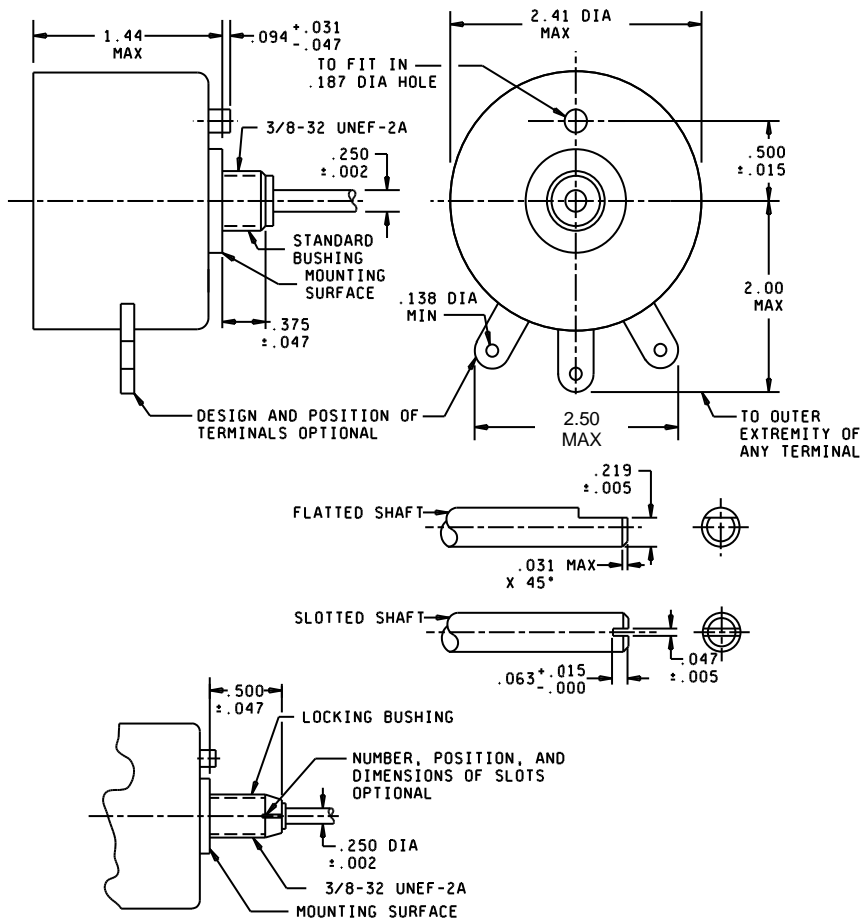 1.44
MAX
.094 +.031
-.047
2.41 DIA
MAX
TO FIT IN
.187 DIA HOLE
3/8-32 UNEF-2A
.250
±.002
.500
±.015
STANDARD
BUSHING
MOUNTING
SURFACE
.138 DIA
MIN
2.00
MAX
.375
±.047
DESIGN AND POSITION OF
TERMINALS OPTIONAL
2.50
MAX
TO OUTER
EXTREMITY OF
ANY TERMINAL
.219
±.005
FLATTED SHAFT
.031 MAX
X 45°
SLOTTED SHAFT
.047
±.005
.063 +.015
-.000
.500
±.047
LOCKING BUSHING
NUMBER, POSITION, AND
DIMENSIONS OF SLOTS
OPTIONAL
.250 DIA
±.002
3/8-32 UNEF-2A
MOUNTING SURFACE